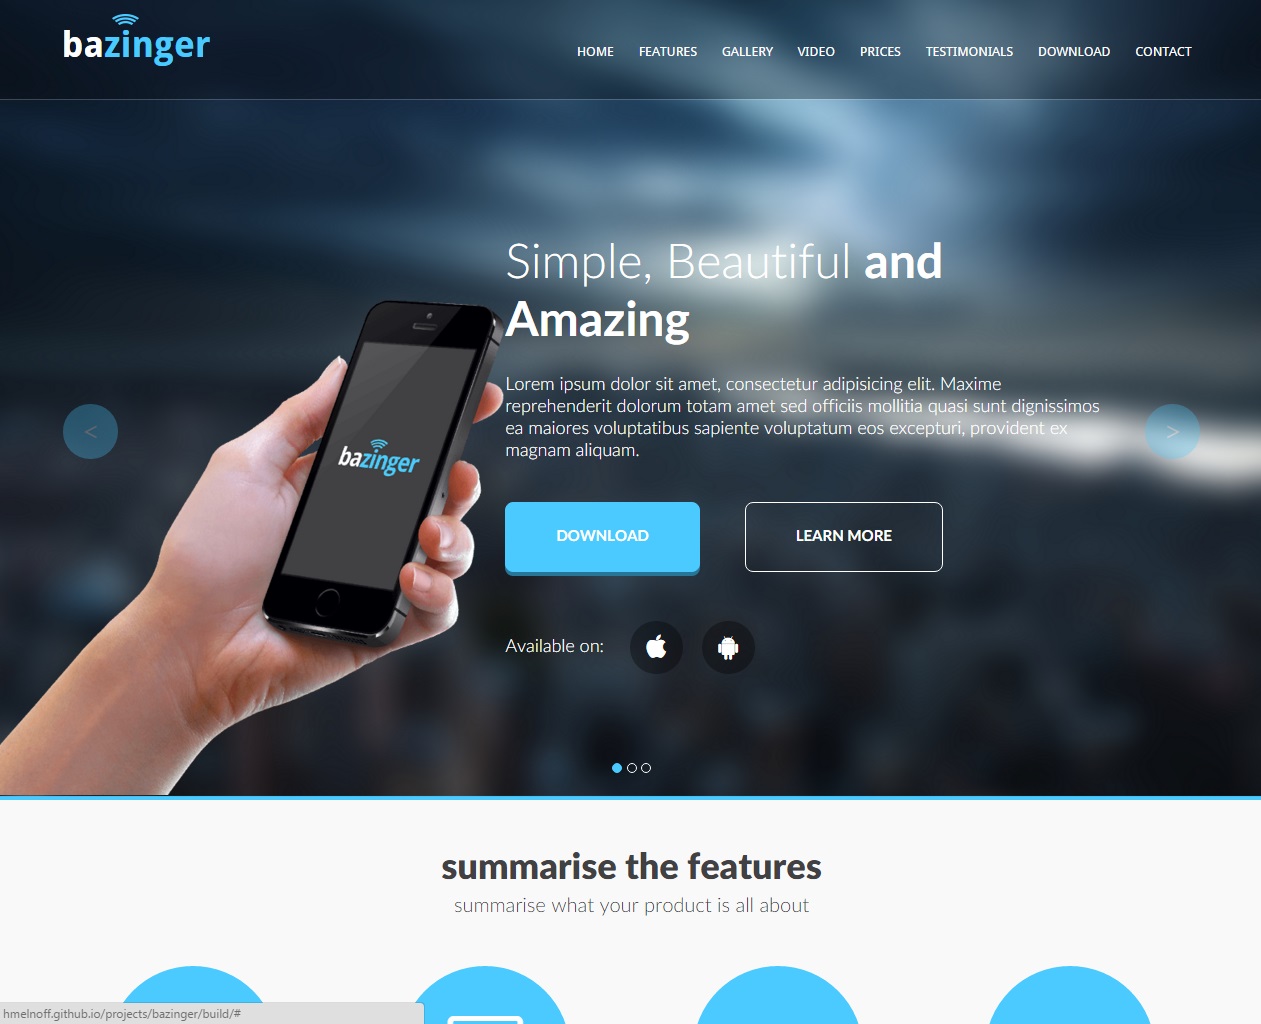 bazinger
HOME FEATURES GALLERY VIDEO PRICES TESTIMONIALS DOWNLOAD CONTACT
Simple, Beautiful and
Amazing
Lorem ipsum dolor sit amet, consectetur adipisicing elit. Maxime
reprehenderit dolorum totam amet sed officiis mollitia quasi sunt dignissimos
ea maiores voluptatibus sapiente voluptatum eos excepturi, provident ex
magnam aliquam.
< >
bazinger
DOWNLOAD LEARN MORE
Available on:
summarise the features
summarise what your product is all about
hmelnoff.github.io/projects/bazinger/build/#